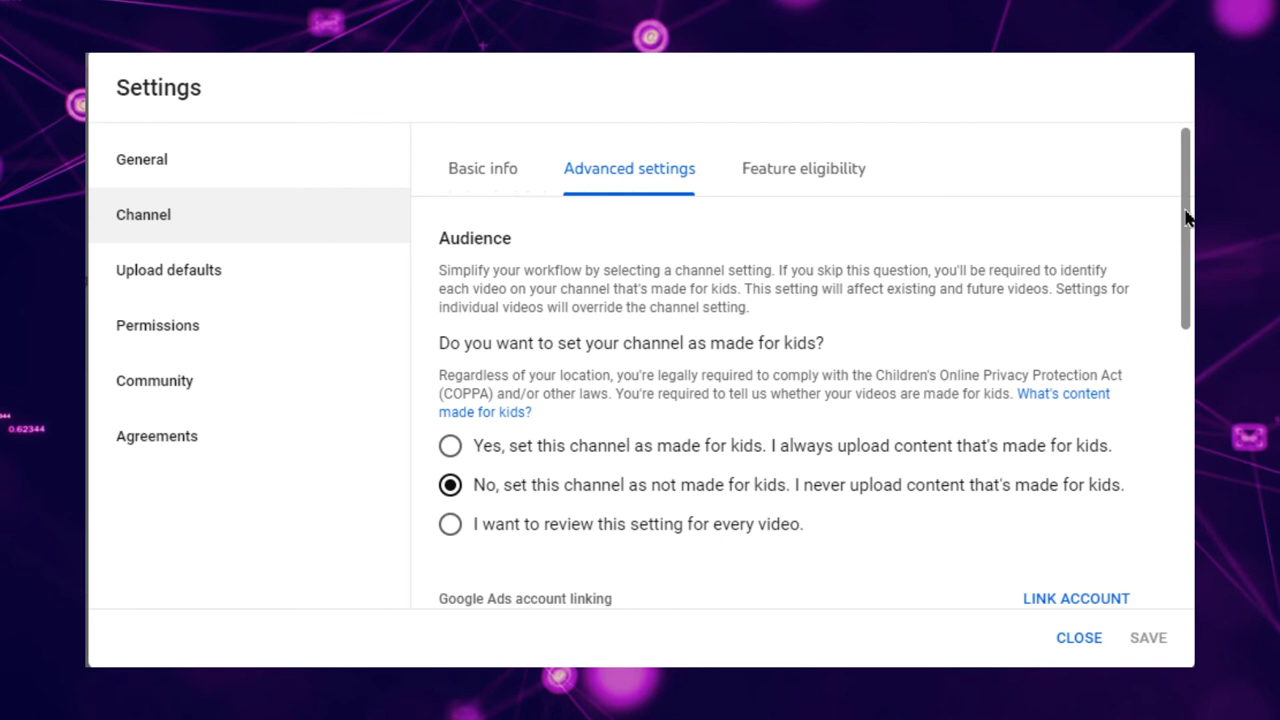 Settings
General
Channel
Upload defaults
Permissions
Community
Agreements
Basic info Advanced settings Feature eligibility
Audience
Simplify your workflow by selecting a channel setting. If you skip this question, you'll be required to identify
each video on your channel that's made for kids. This setting will affect existing and future videos. Settings for
individual videos will override the channel setting.
Do you want to set your channel as made for kids?
Regardless of your location, you're legally required to comply with the Children's Online Privacy Protection Act
(COPPA) and/or other laws. You're required to tell us whether your videos are made for kids. What's content
made for kids?
Yes, set this channel as made for kids. I always upload content that's made for kids.
No, set this channel as not made for kids. I never upload content that's made for kids.
I want to review this setting for every video.
Google Ads account linking LINK ACCOUNT
CLOSE SAVE
0.62344